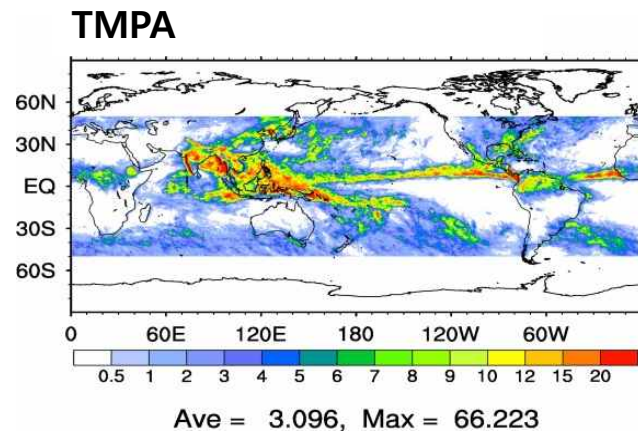 TMPA
60N
30N
EQ
30S
60S
0 60E 120E 180 120W 60W
0.5 1 2 3 4 5 6 7 8 9 10 12 15 20
Ave = 3.096, Max = 66.223